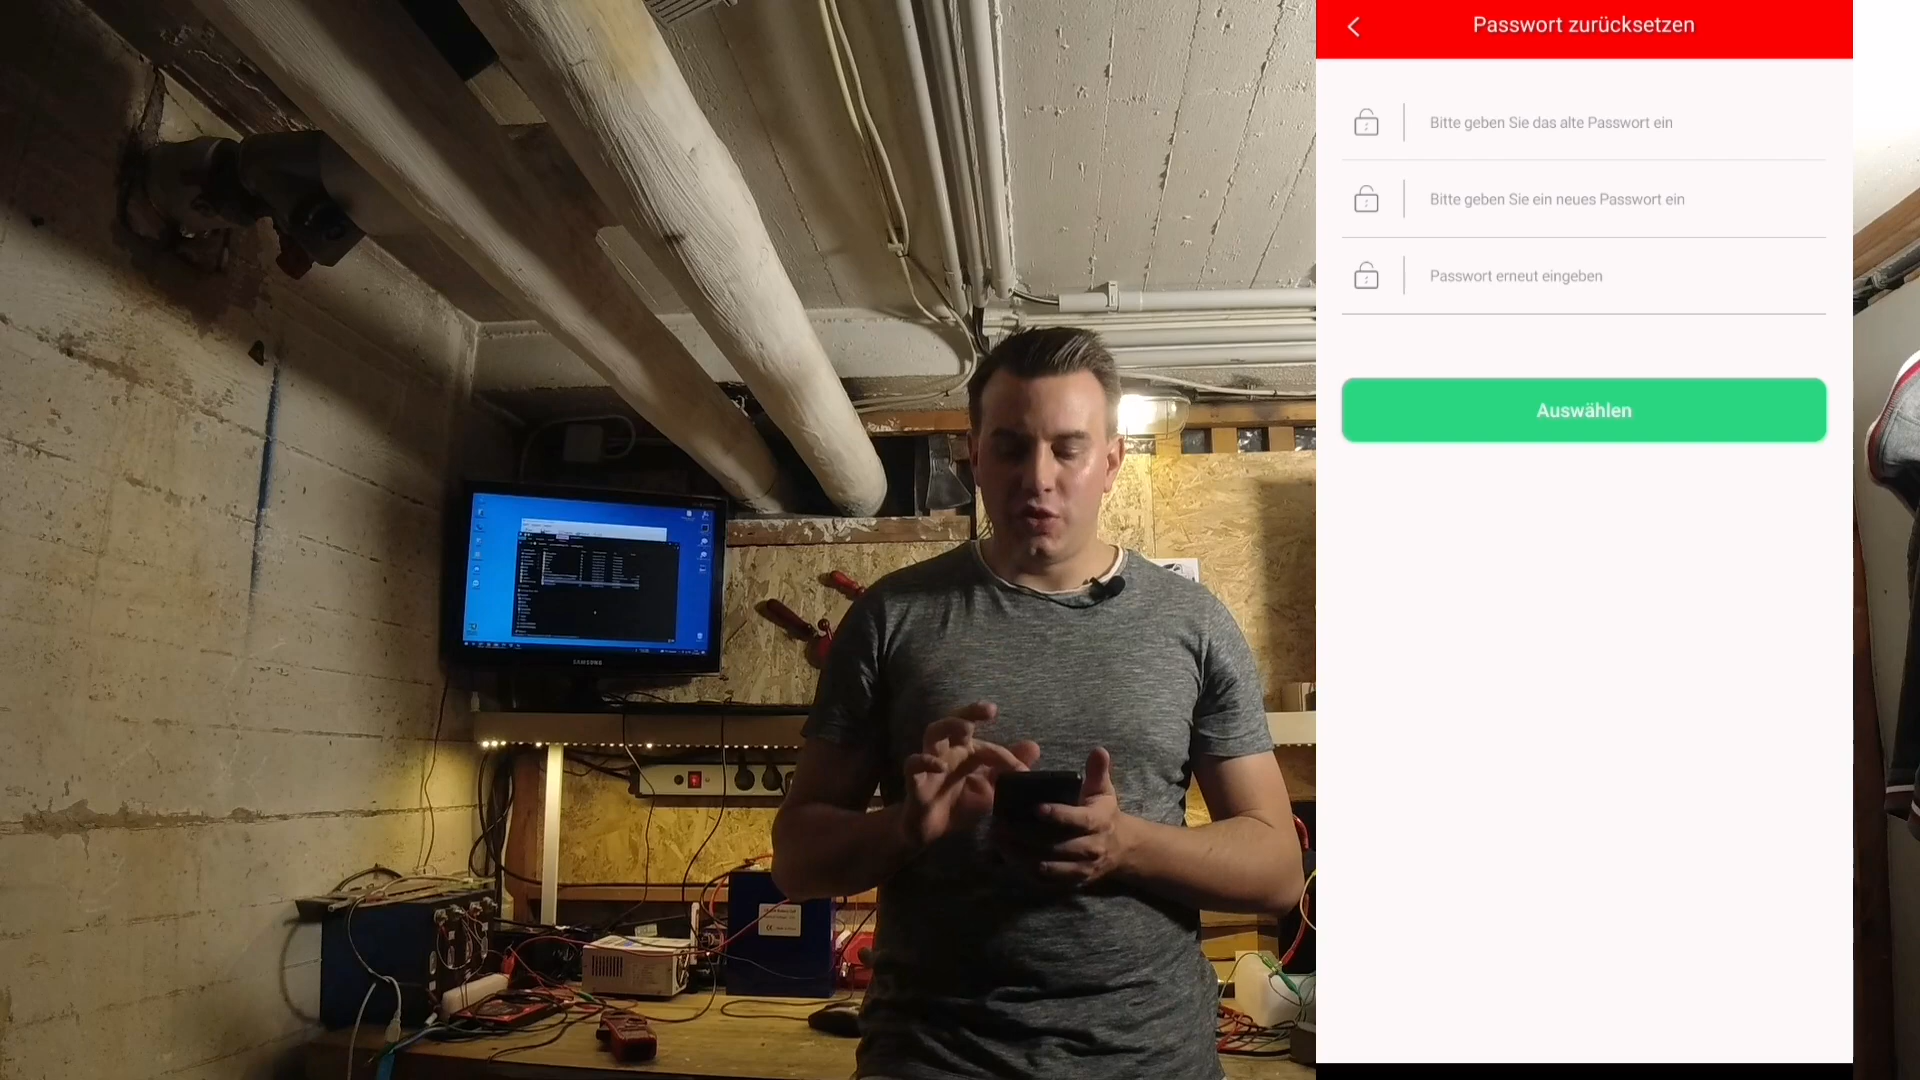 Passwort zurücksetzen
Bitte geben Sie das alte Passwort ein
Bitte geben Sie ein neues Passwort ein
Passwort erneut eingeben
Auswählen
SAMSUNG